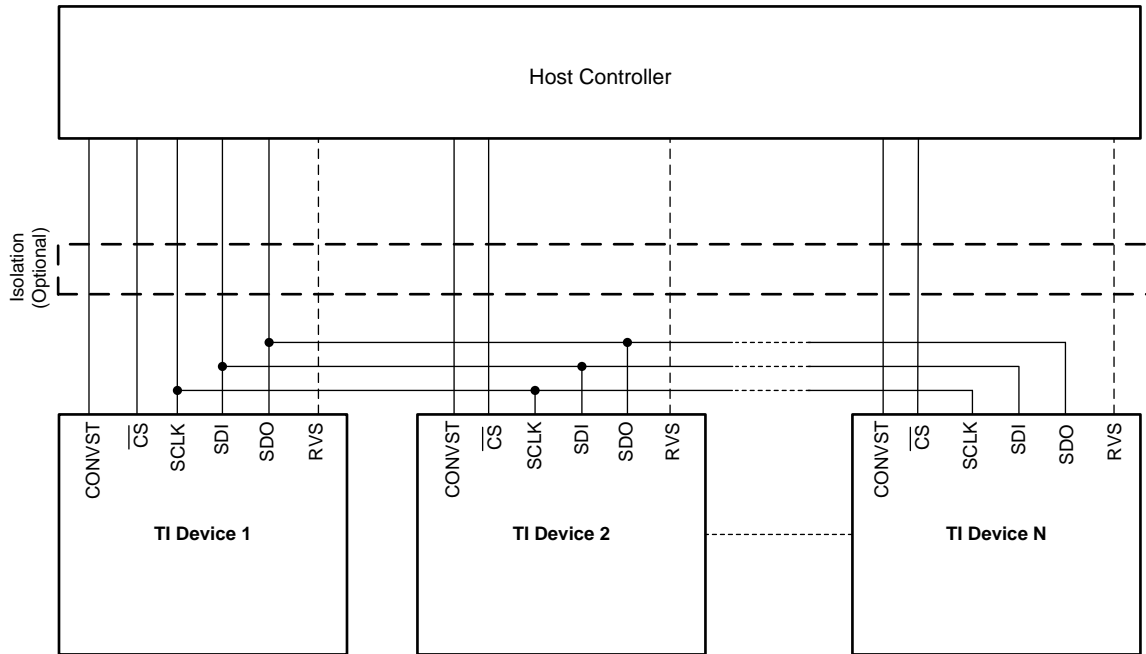 Host Controller
Isolation
(Optional)
CONVST
CS
SCLK
SDI
SDO
RVS
CONVST
CS
SCLK
SDI
SDO
RVS
CONVST
CS
SCLK
SDI
SDO
RVS
TI Device 1
TI Device 2
TI Device N